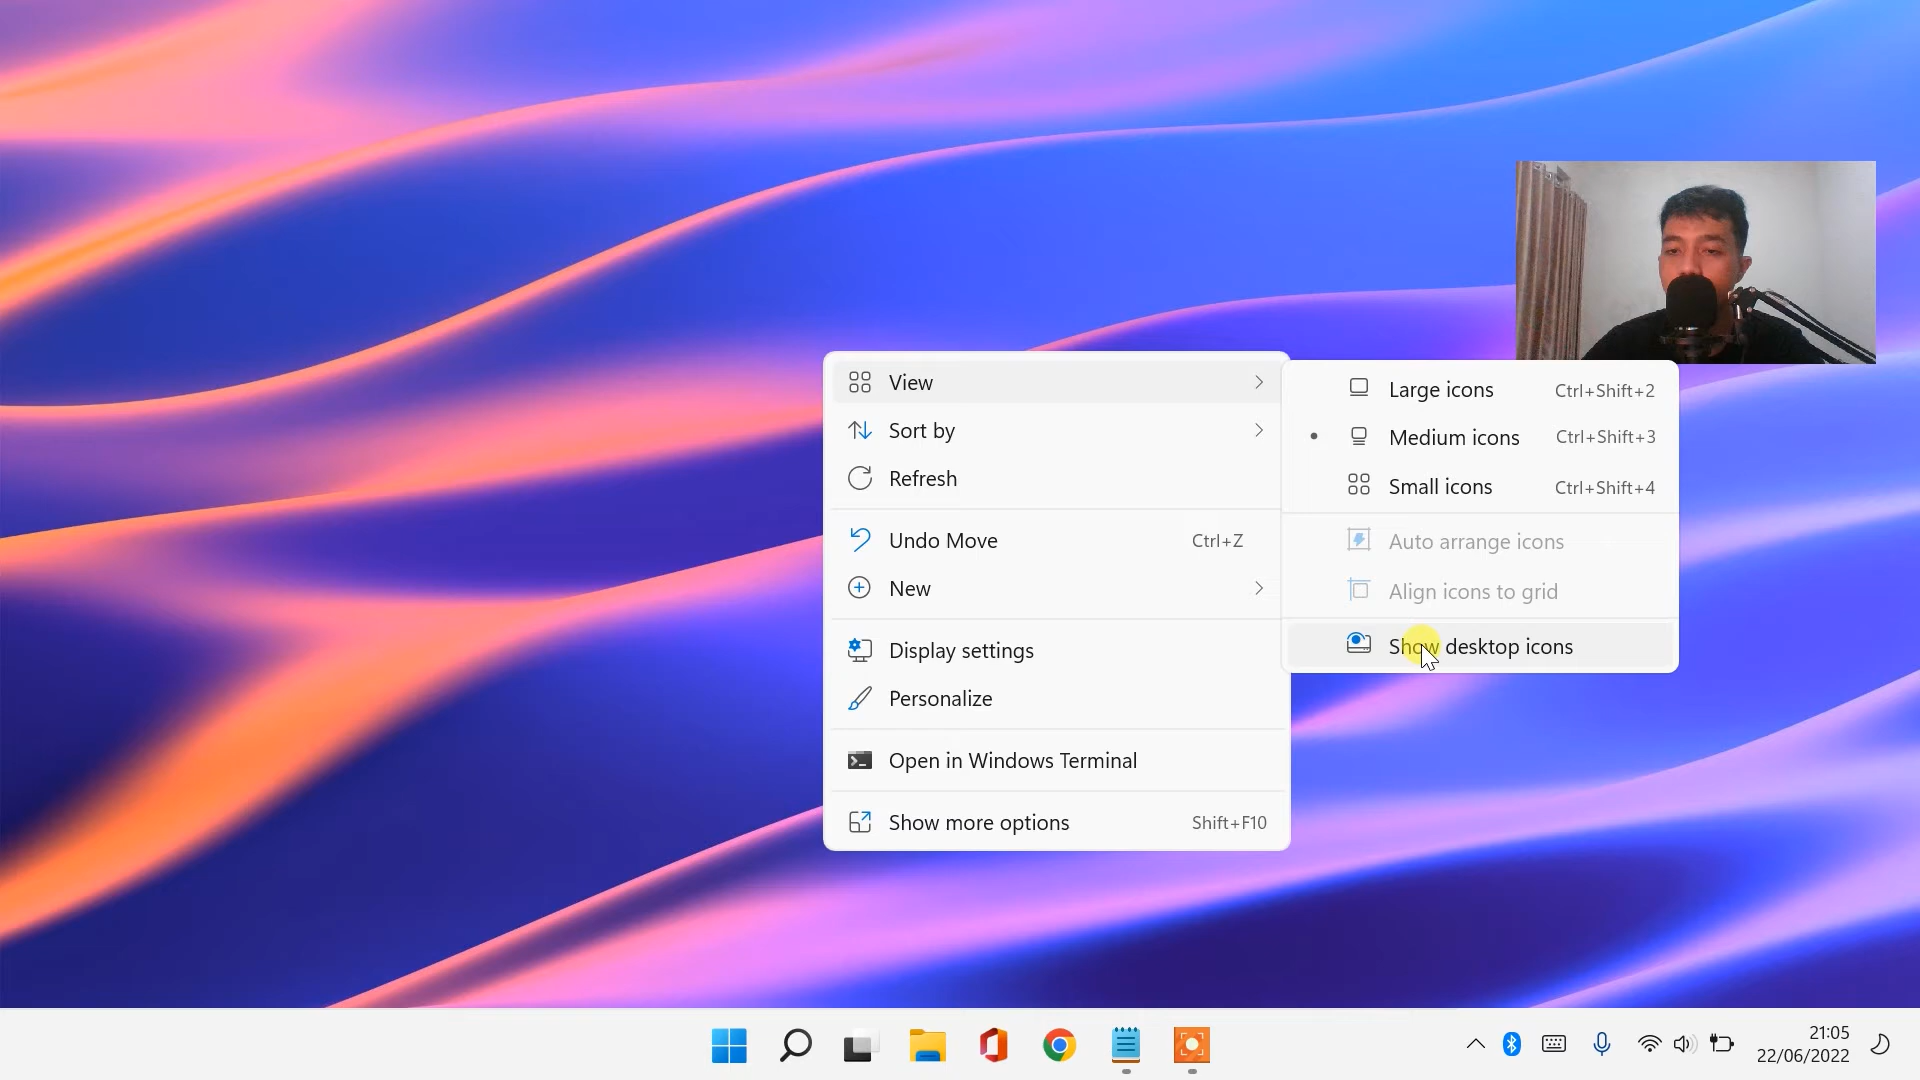 View
Sort by
Refresh
Undo Move Ctrl+Z
New
Display settings
Personalize
Open in Windows Terminal
Show more options Shift+F10
Large icons Ctrl+Shift+2
Medium icons Ctrl+Shift+3
Small icons Ctrl+Shift+4
Auto arrange icons
Align icons to grid
Show desktop icons
21:05
22/06/2022